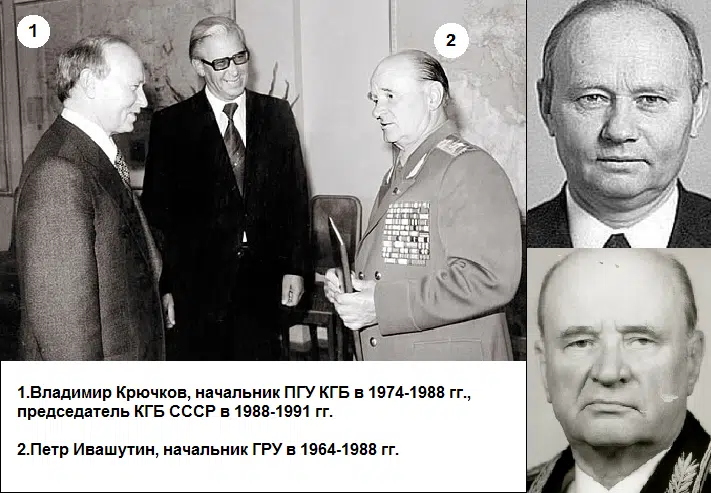 1
2
1.Владимир Крючков, начальник ПГУ КГБ в 1974-1988 гг.,
председатель КГБ СССР в 1988-1991 гг.
2.Петр Ивашутин, начальник ГРУ в 1964-1988 гг.